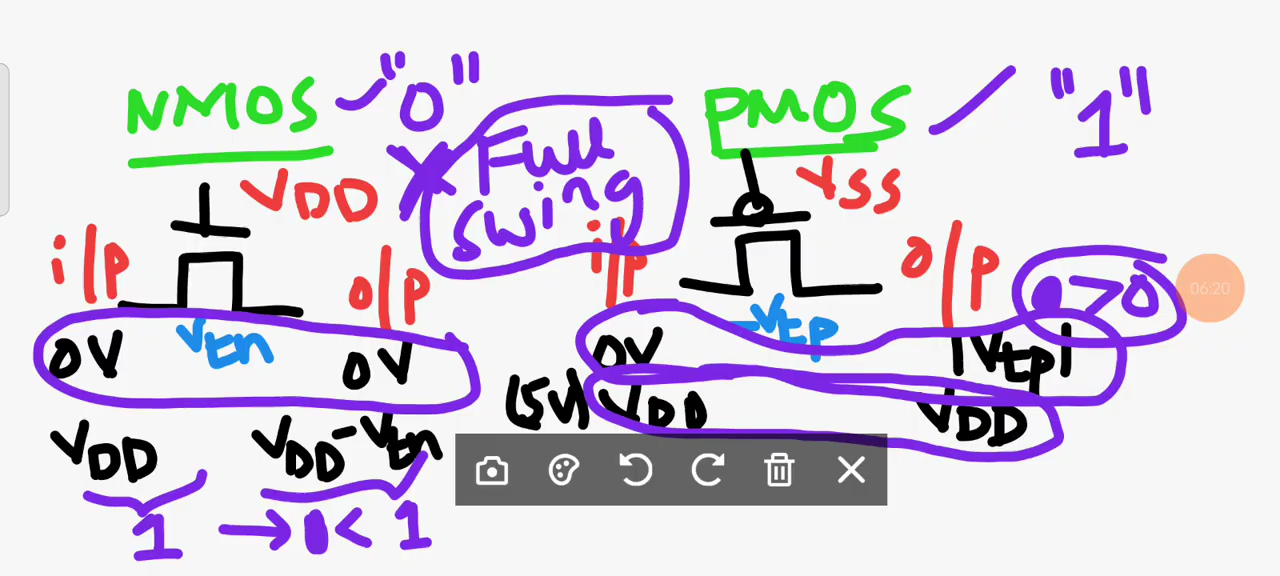 NMOS "0" PMOS "1"
Full
Swing
VDD VSS
i/p o/p i/p o/p >0
Vtn -Vtp
0V 0V 0V |Vtp|
(5V) VDD VDD
VDD VDD-Vtn
1 → < 1
06:20